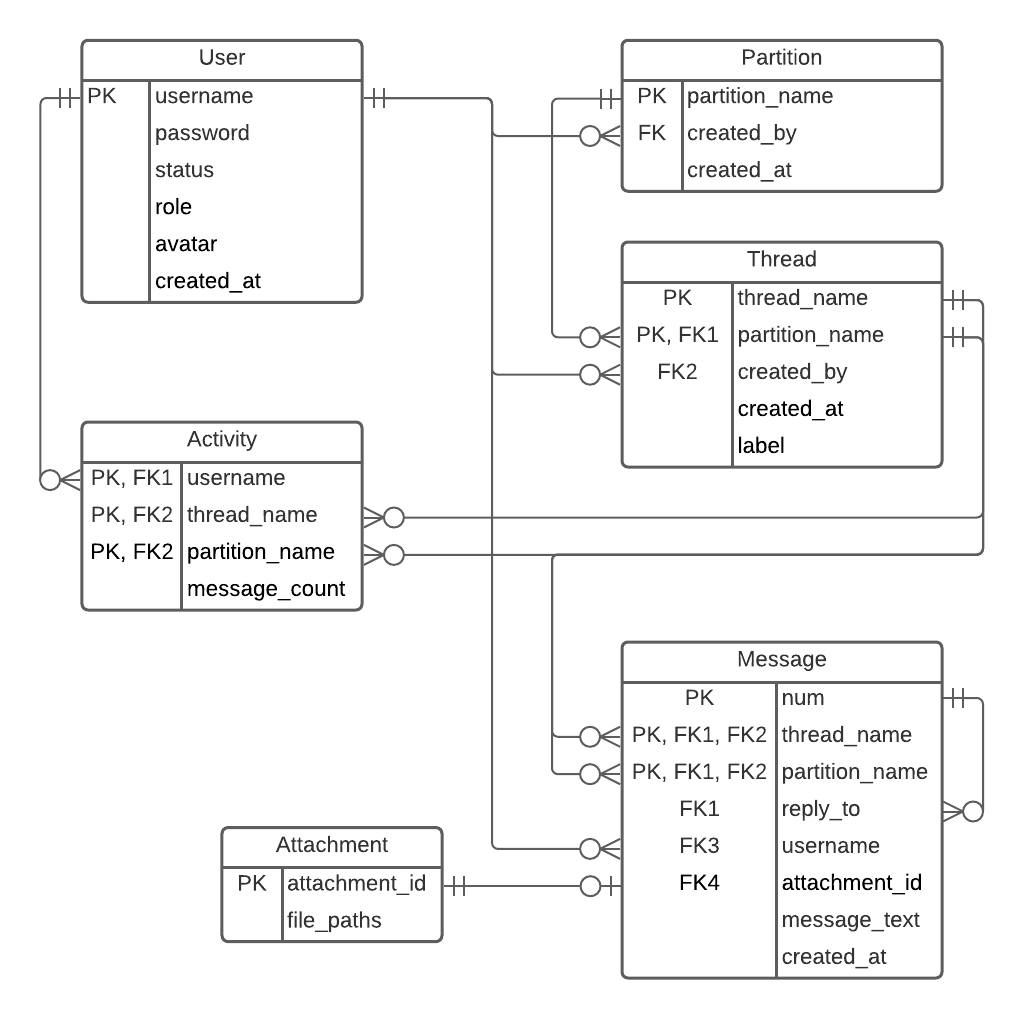 User
PK username
password
status
role
avatar
created_at
Partition
PK partition_name
FK created_by
created_at
Thread
PK thread_name
PK, FK1 partition_name
FK2 created_by
created_at
label
Activity
PK, FK1 username
PK, FK2 thread_name
PK, FK2 partition_name
message_count
Message
PK num
PK, FK1, FK2 thread_name
PK, FK1, FK2 partition_name
FK1 reply_to
FK3 username
FK4 attachment_id
message_text
created_at
Attachment
PK attachment_id
file_paths